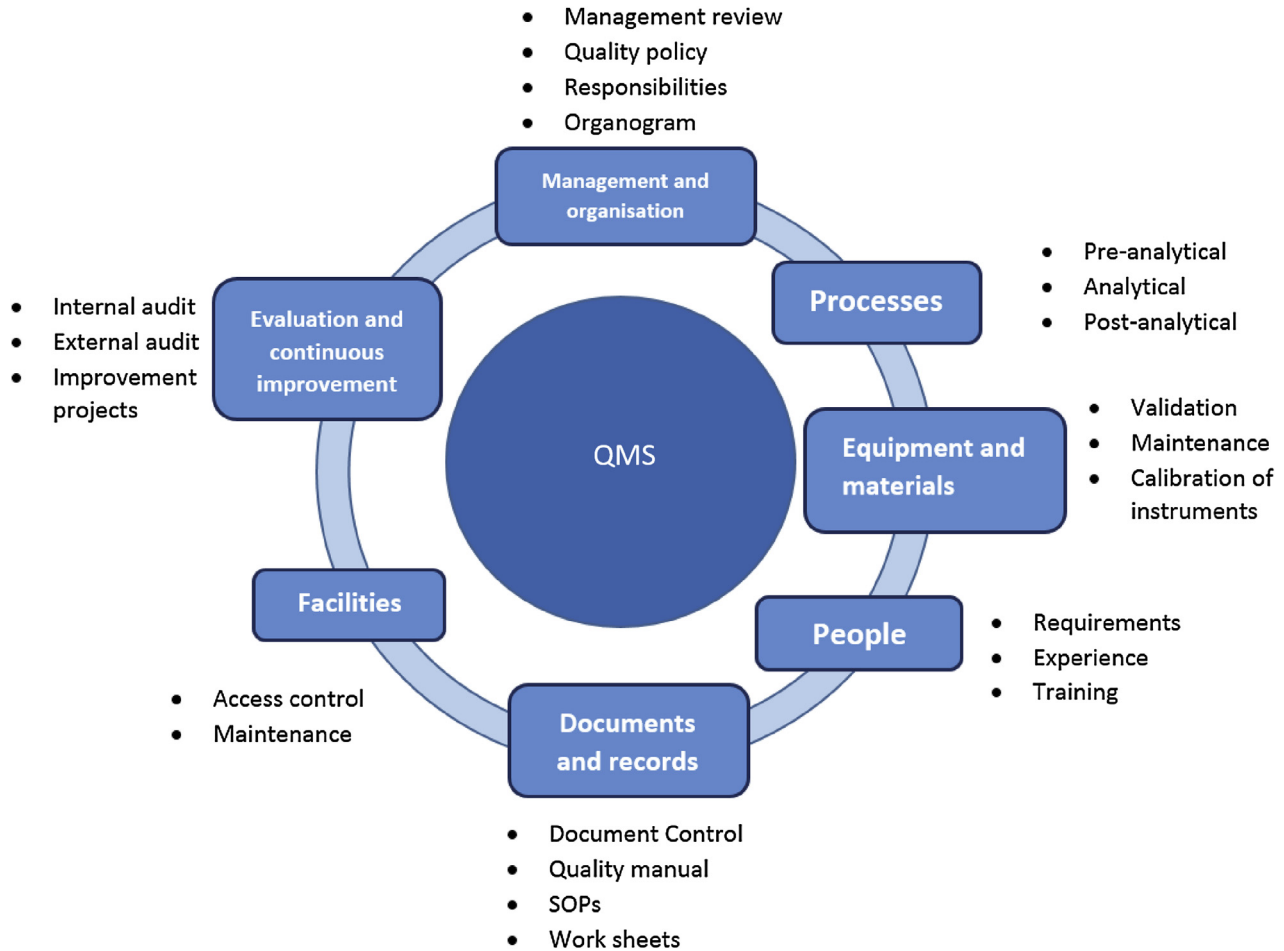 • Management review
• Quality policy
• Responsibilities
• Organogram
Management and
organisation
Processes
• Pre-analytical
• Analytical
• Post-analytical
Equipment and
materials
• Validation
• Maintenance
• Calibration of
instruments
People
• Requirements
• Experience
• Training
Documents
and records
• Document Control
• Quality manual
• SOPs
• Work sheets
Facilities
• Access control
• Maintenance
Evaluation and
continuous
improvement
• Internal audit
• External audit
• Improvement
projects
QMS